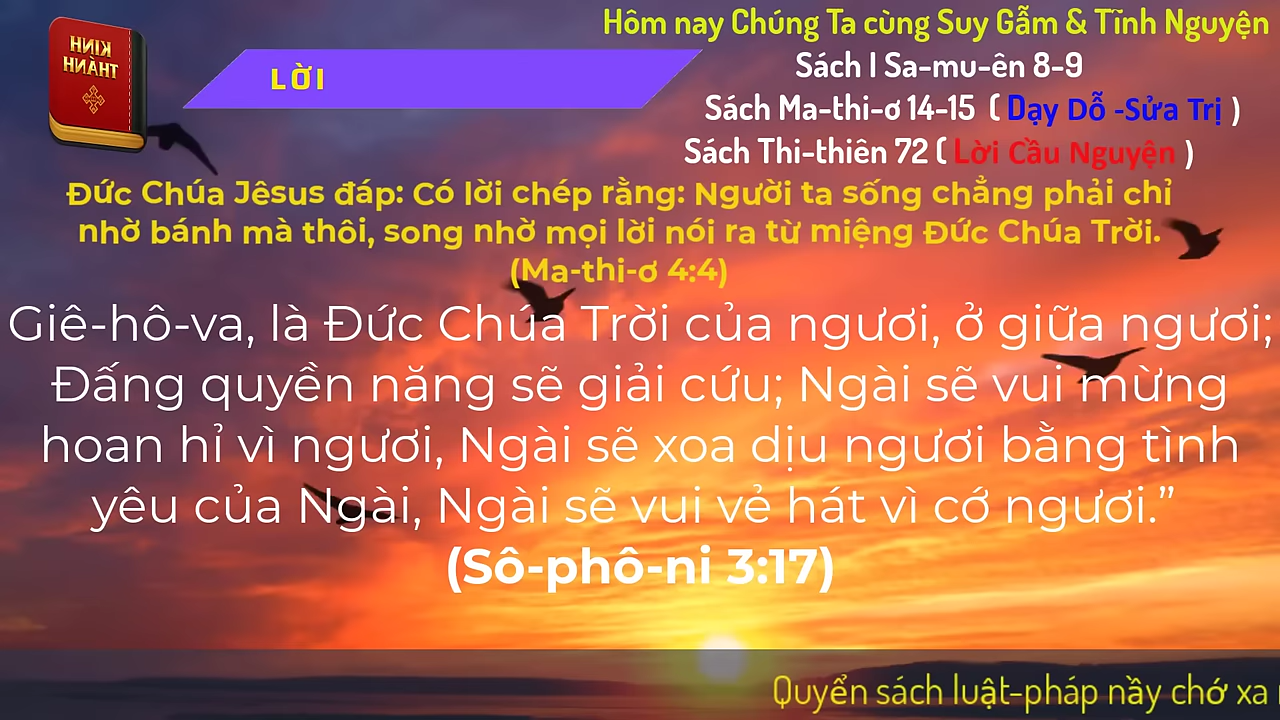 KINH
THÀNH
LỜI
Hôm nay Chúng Ta cùng Suy Gẫm & Tĩnh Nguyện
Sách I Sa-mu-ên 8-9
Sách Ma-thi-ơ 14-15 ( Dạy Dỗ -Sửa Trị )
Sách Thi-thiên 72 ( Lời Cầu Nguyện )
Đức Chúa Jêsus đáp: Có lời chép rằng: Người ta sống chẳng phải chỉ
nhờ bánh mà thôi, song nhờ mọi lời nói ra từ miệng Đức Chúa Trời.
(Ma-thi-ơ 4:4)
Giê-hô-va, là Đức Chúa Trời của ngươi, ở giữa ngươi;
Đấng quyền năng sẽ giải cứu; Ngài sẽ vui mừng
hoan hỉ vì ngươi, Ngài sẽ xoa dịu ngươi bằng tình
yêu của Ngài, Ngài sẽ vui vẻ hát vì cớ ngươi.”
(Sô-phô-ni 3:17)
Quyển sách luật-pháp nầy chớ xa